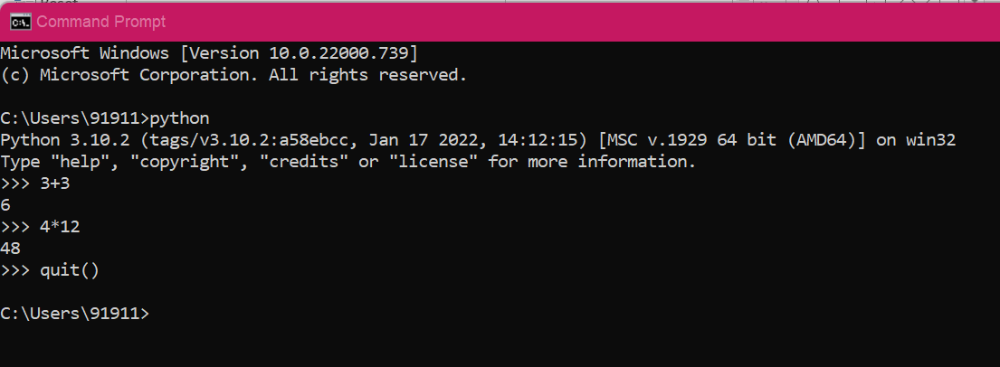 Command Prompt
Microsoft Windows [Version 10.0.22000.739]
(c) Microsoft Corporation. All rights reserved.
C:\Users\91911>python
Python 3.10.2 (tags/v3.10.2:a58ebcc, Jan 17 2022, 14:12:15) [MSC v.1929 64 bit (AMD64)] on win32
Type "help", "copyright", "credits" or "license" for more information.
>>> 3+3
6
>>> 4*12
48
>>> quit()
C:\Users\91911>